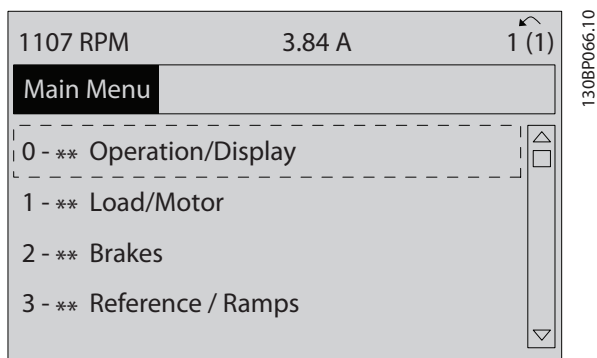 1107 RPM 3.84 A 1 (1)
Main Menu
0 - ** Operation/Display
1 - ** Load/Motor
2 - ** Brakes
3 - ** Reference / Ramps
130BP066.10